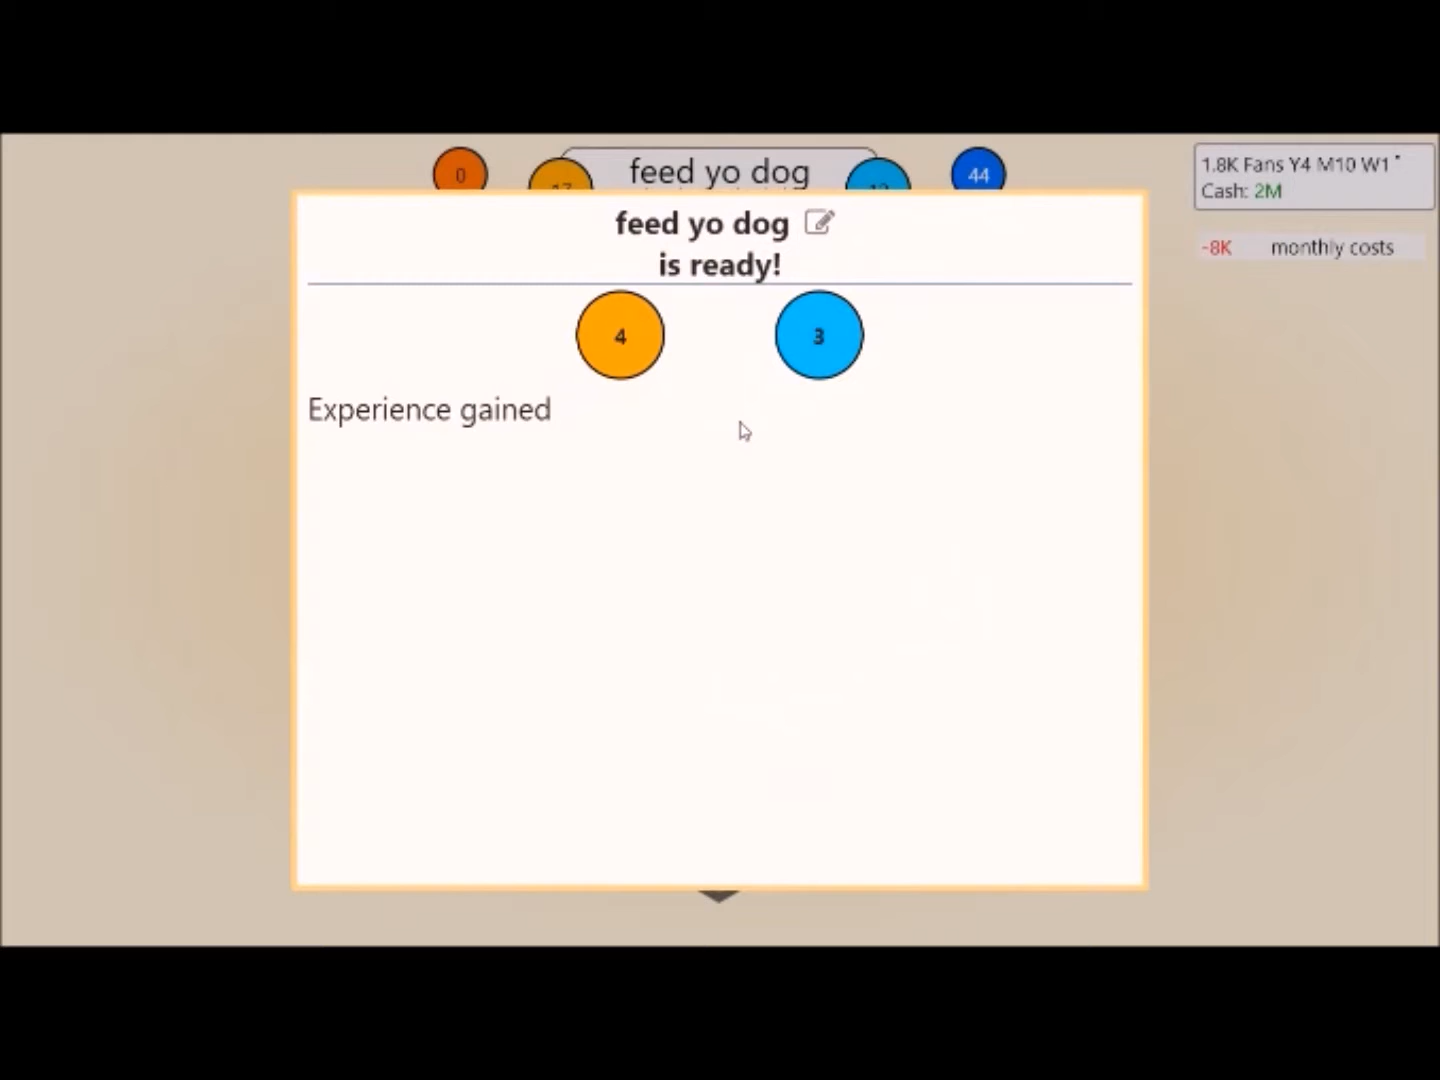 0
feed yo dog
44
1.8K Fans Y4 M10 W1
Cash: 2M
-8K monthly costs
feed yo dog
is ready!
4
3
Experience gained